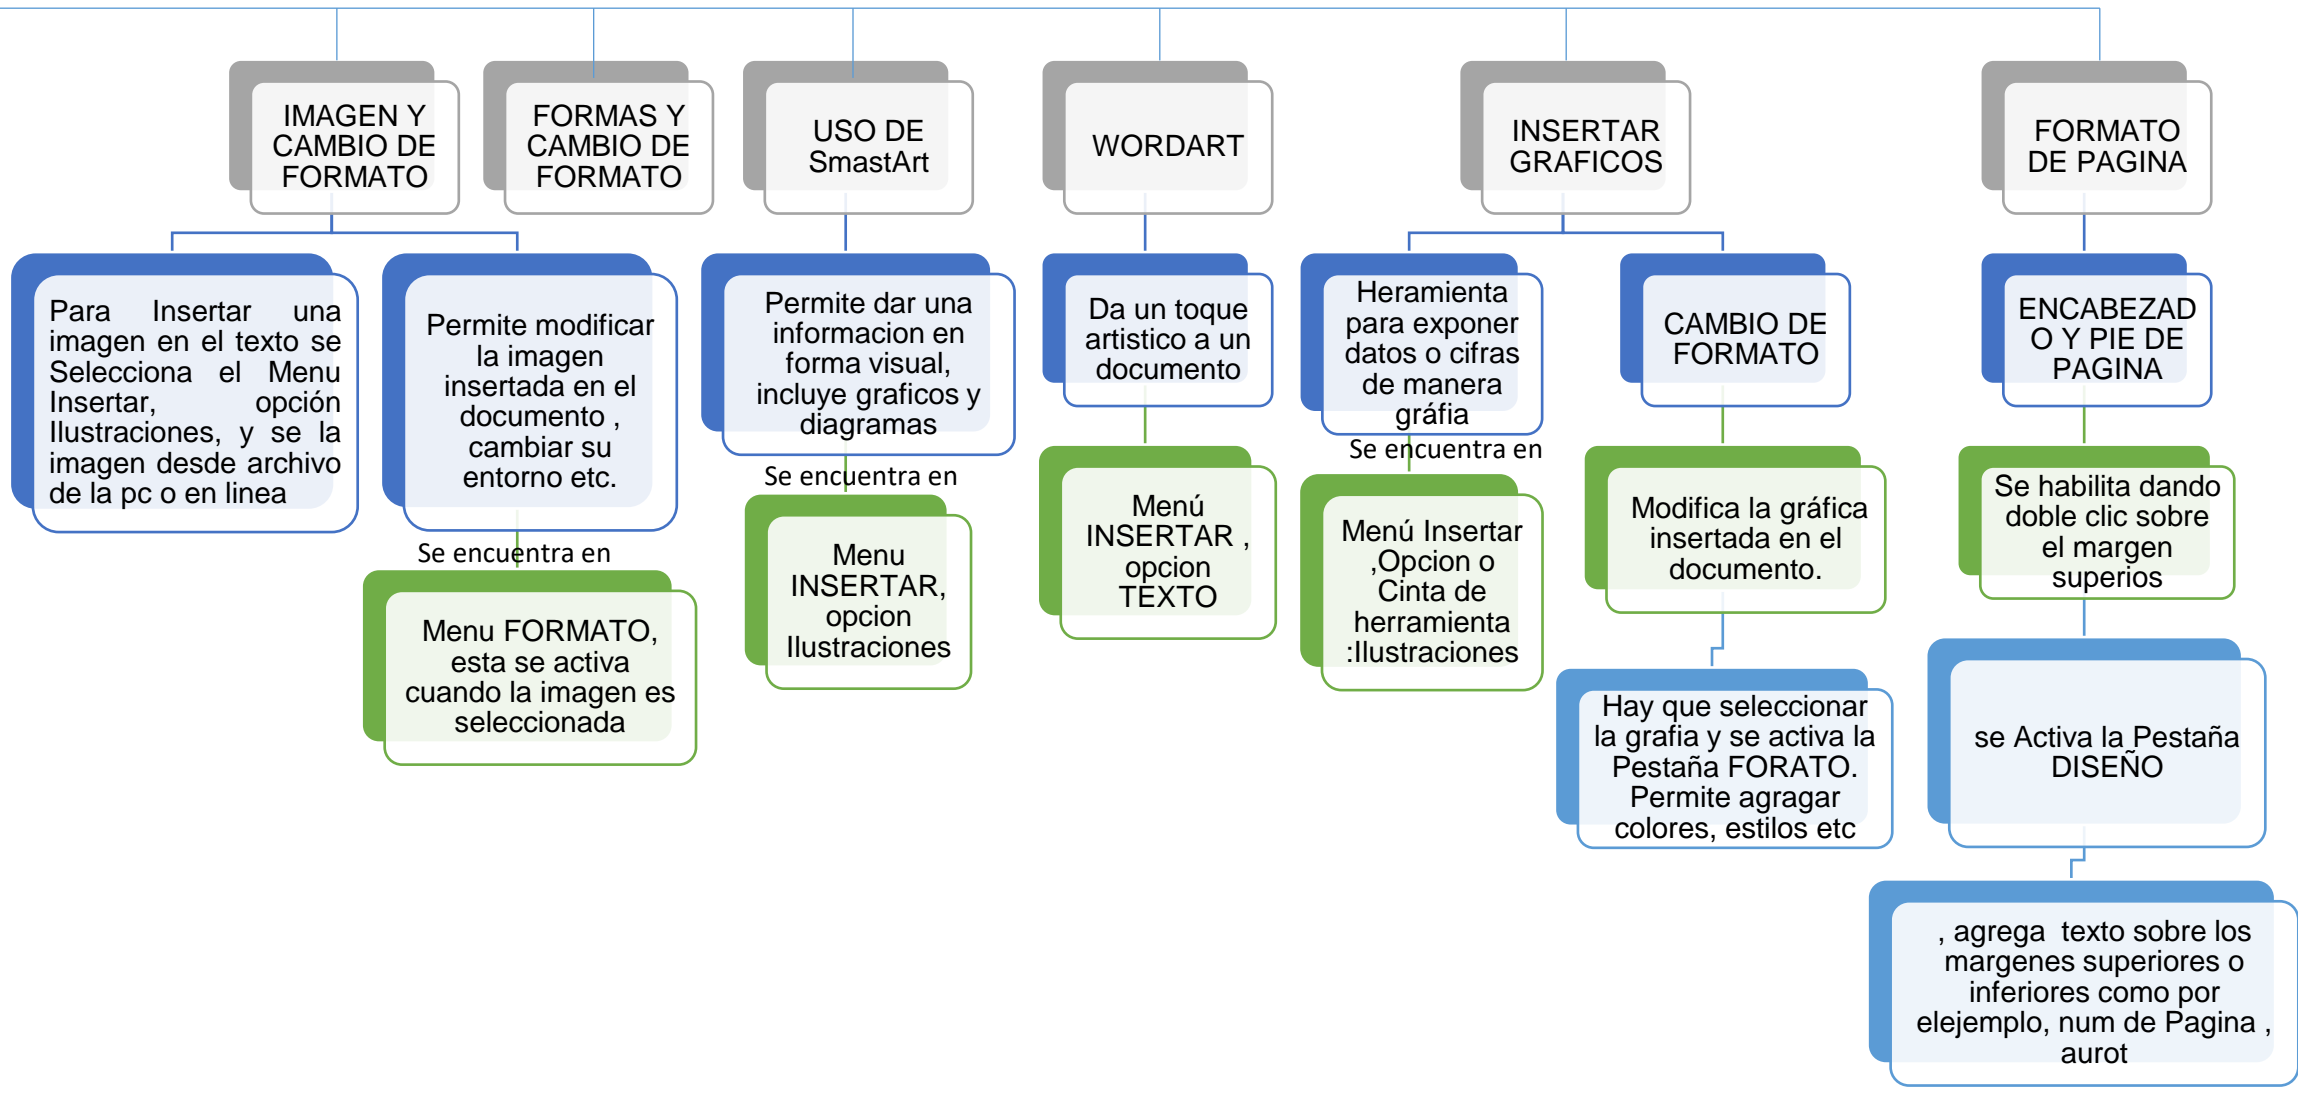 IMAGEN Y
CAMBIO DE
FORMATO
FORMAS Y
CAMBIO DE
FORMATO
USO DE
SmastArt
WORDART
INSERTAR
GRAFICOS
FORMATO
DE PAGINA
Para Insertar una
imagen en el texto se
Selecciona el Menu
Insertar, opción
Ilustraciones, y se la
imagen desde archivo
de la pc o en linea
Permite modificar
la imagen
insertada en el
documento ,
cambiar su
entorno etc.
Se encuentra en
Menu FORMATO,
esta se activa
cuando la imagen es
seleccionada
Permite dar una
informacion en
forma visual,
incluye graficos y
diagramas
Se encuentra en
Menu
INSERTAR,
opcion
Ilustraciones
Da un toque
artistico a un
documento
Menú
INSERTAR ,
opcion
TEXTO
Heramienta
para exponer
datos o cifras
de manera
gráfia
Se encuentra en
Menú Insertar
,Opcion o
Cinta de
herramienta
:Ilustraciones
CAMBIO DE
FORMATO
Modifica la gráfica
insertada en el
documento.
Hay que seleccionar
la grafia y se activa la
Pestaña FORATO.
Permite agragar
colores, estilos etc
ENCABEZAD
O Y PIE DE
PAGINA
Se habilita dando
doble clic sobre
el margen
superios
se Activa la Pestaña
DISEÑO
, agrega  texto sobre los
margenes superiores o
inferiores como por
elejemplo, num de Pagina ,
aurot